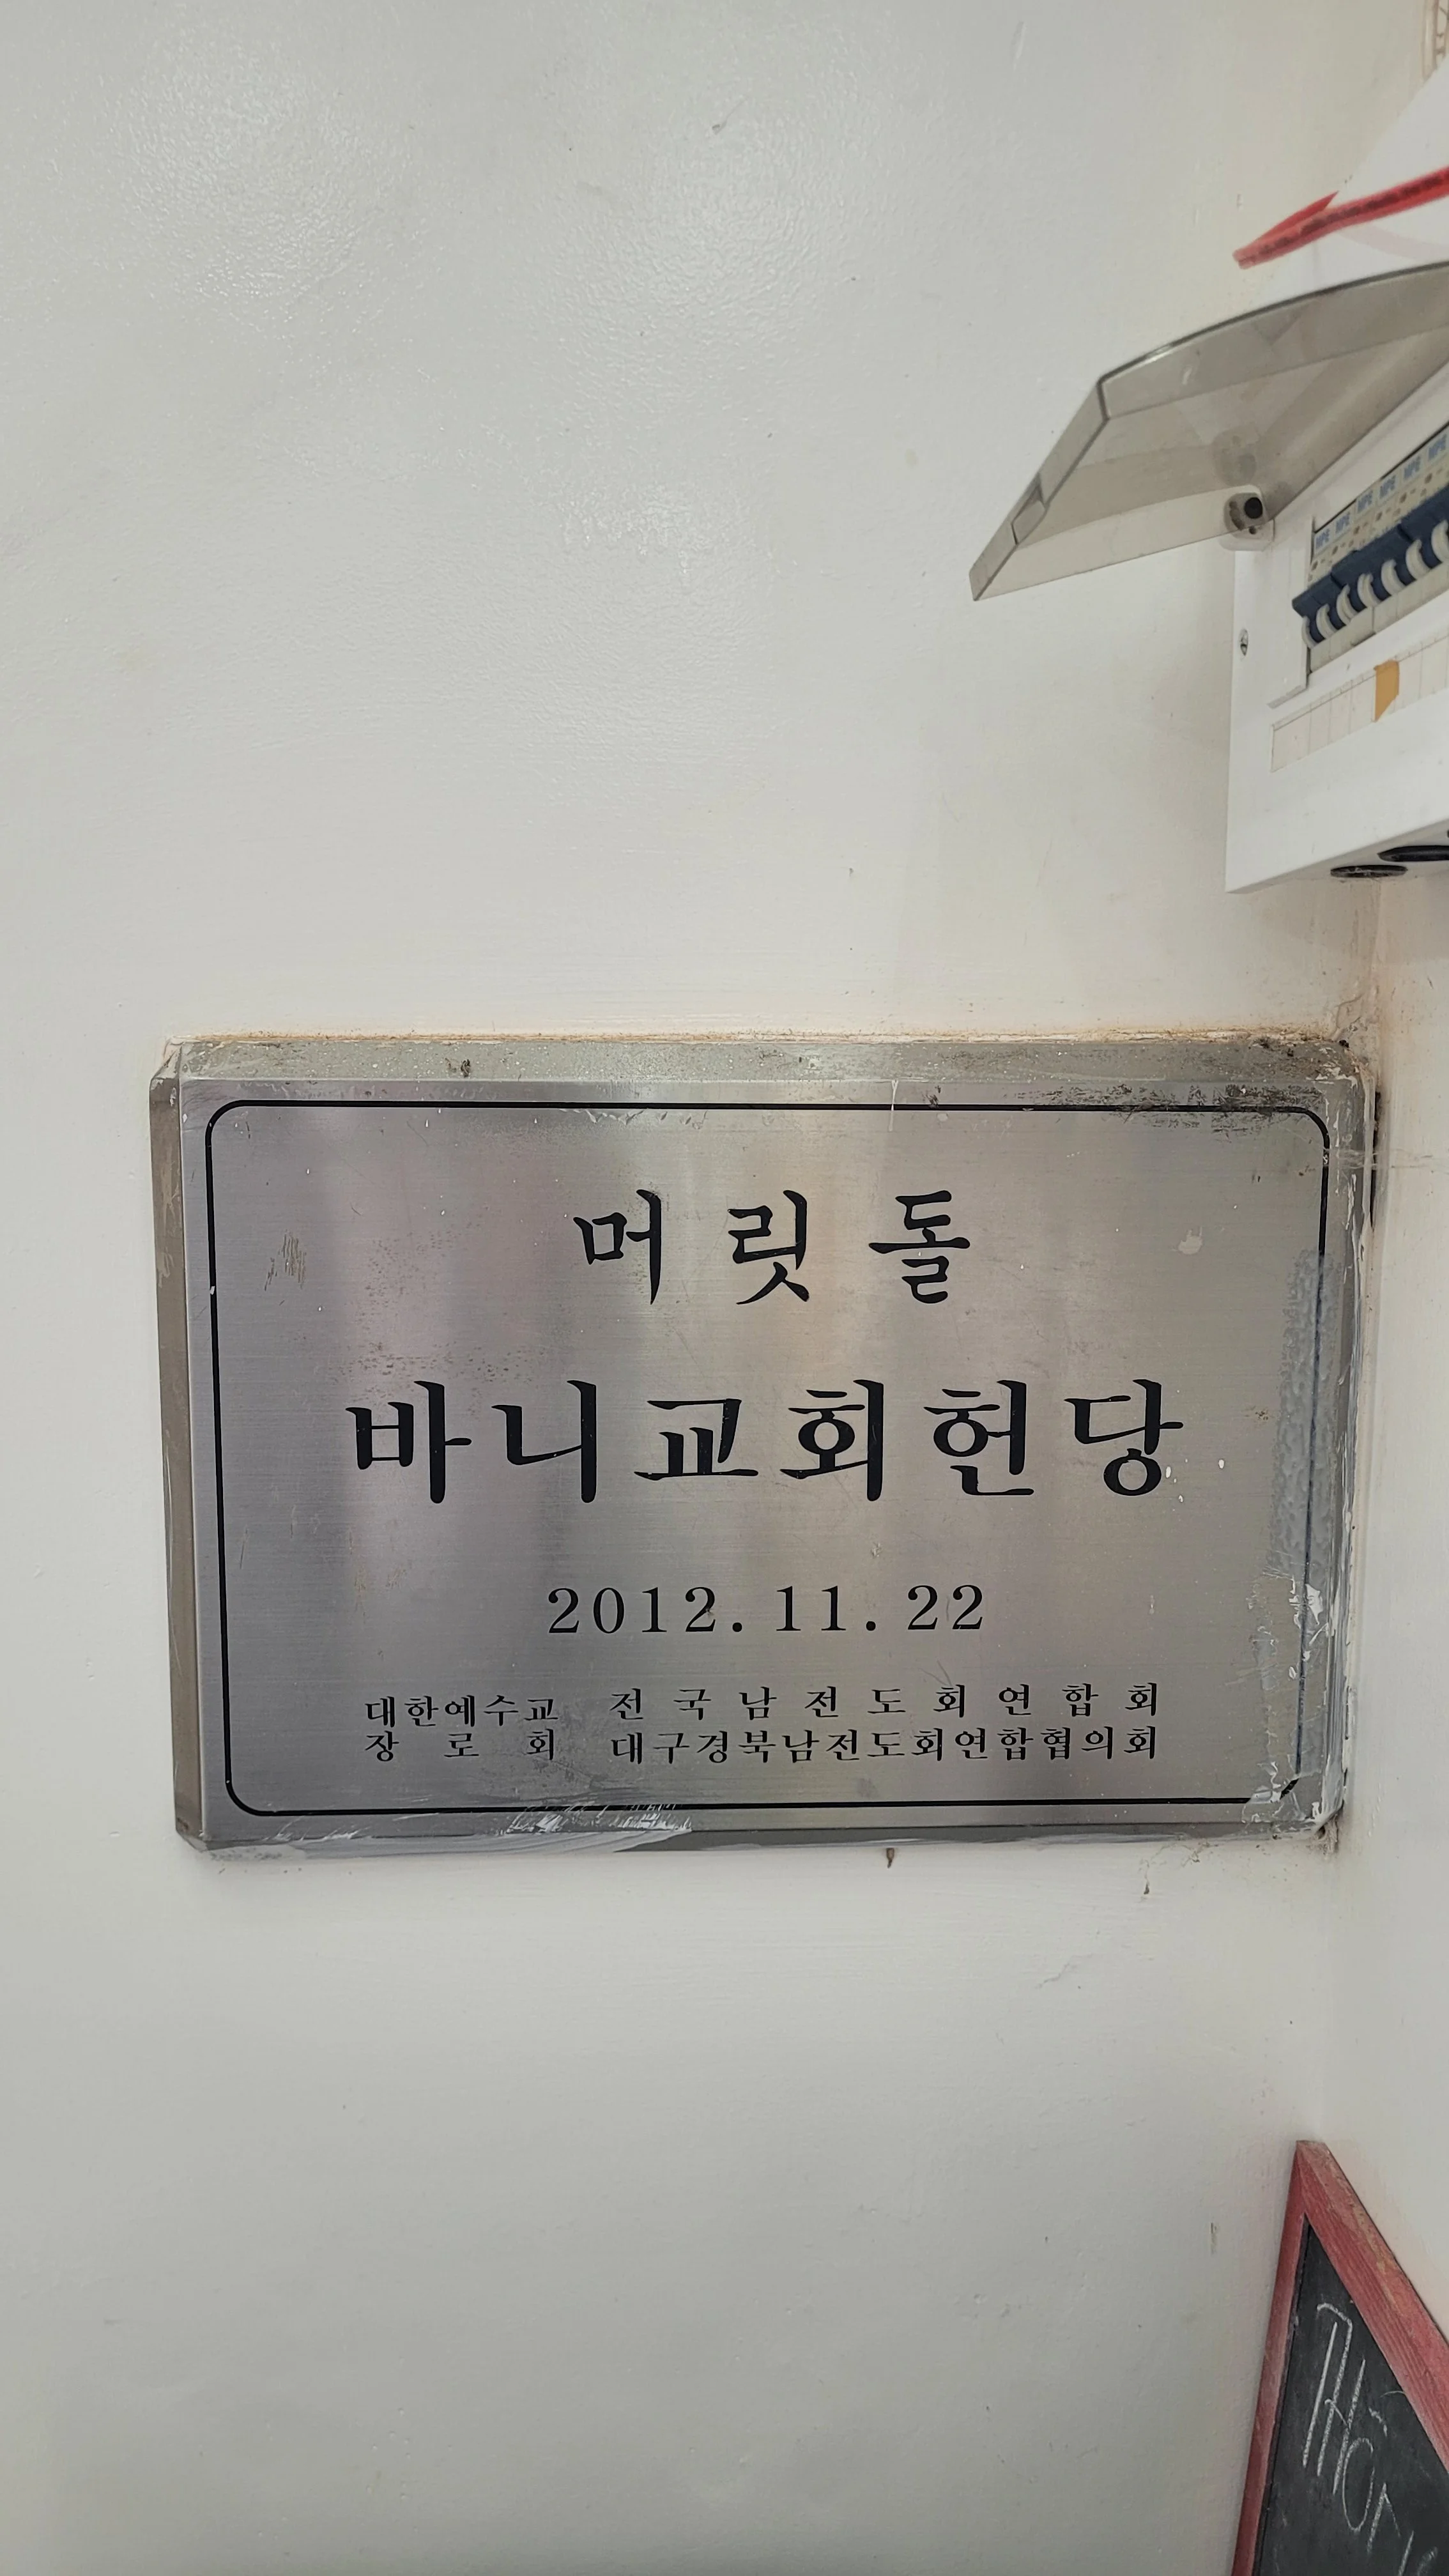 머릿돌
바니교회헌당
2012.11.22
대한예수교 전국남전도회연합회
장로회 대구경북남전도회연합협의회